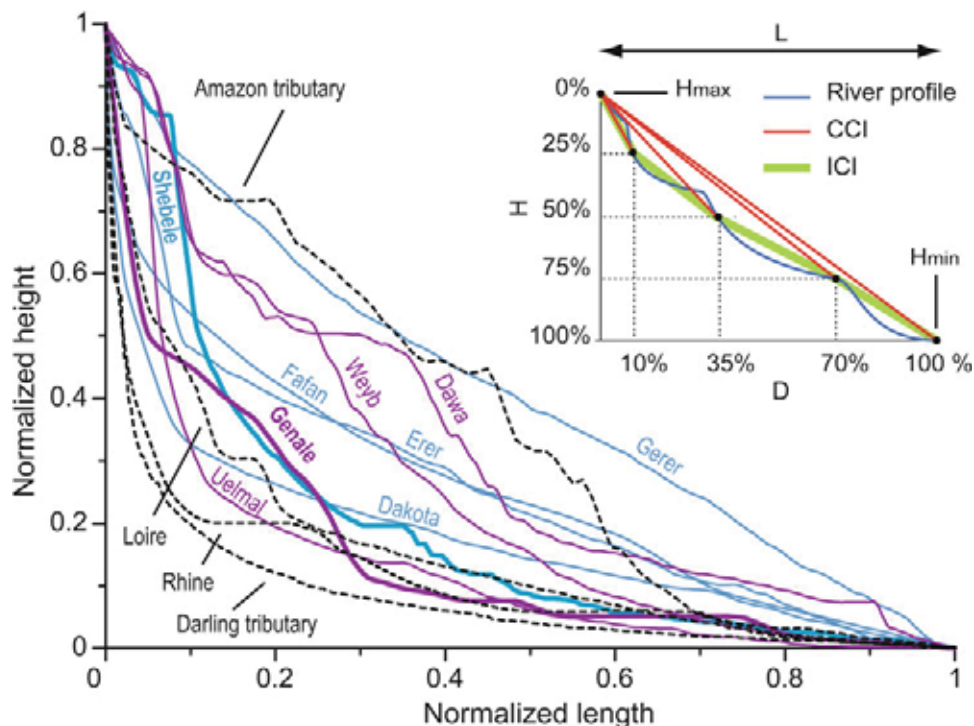 1
0.8
0.6
0.4
0.2
0
Normalized height
0
0.2
0.4
0.6
0.8
1
Normalized length
Amazon tributary
Shebele
Fafan
Genale
Weyb
Dawa
Erer
Gerer
Uelmal
Dakota
Loire
Rhine
Darling tributary
L
0%
25%
50%
75%
100%
H
Hmax
River profile
CCI
ICI
Hmin
10%
35%
70%
100 %
D